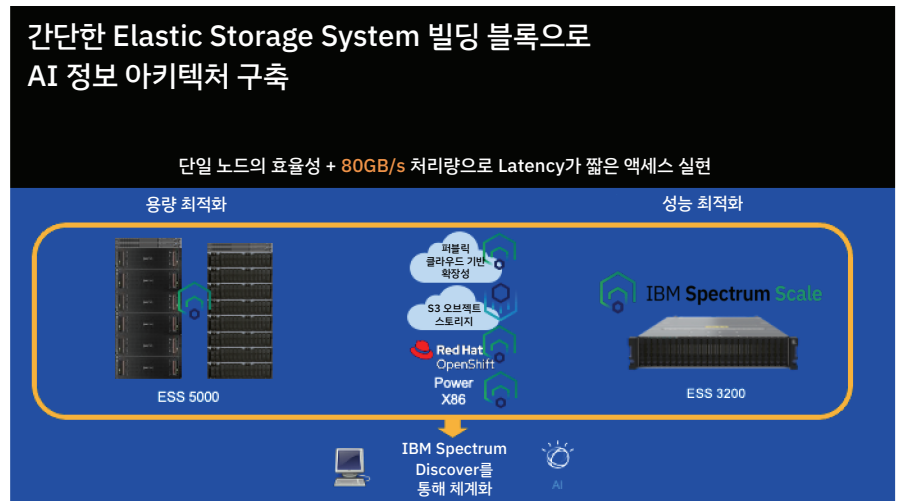 간단한 Elastic Storage System 빌딩 블록으로
AI 정보 아키텍처 구축
단일 노드의 효율성 + 80GB/s 처리량으로 Latency가 짧은 액세스 실현
용량 최적화
성능 최적화
퍼블릭
클라우드 기반
확장성
S3 오브젝트
스토리지
Red Hat
OpenShift
Power
X86
IBM Spectrum Scale
ESS 5000
ESS 3200
IBM Spectrum
Discover를
통해 체계화
AI